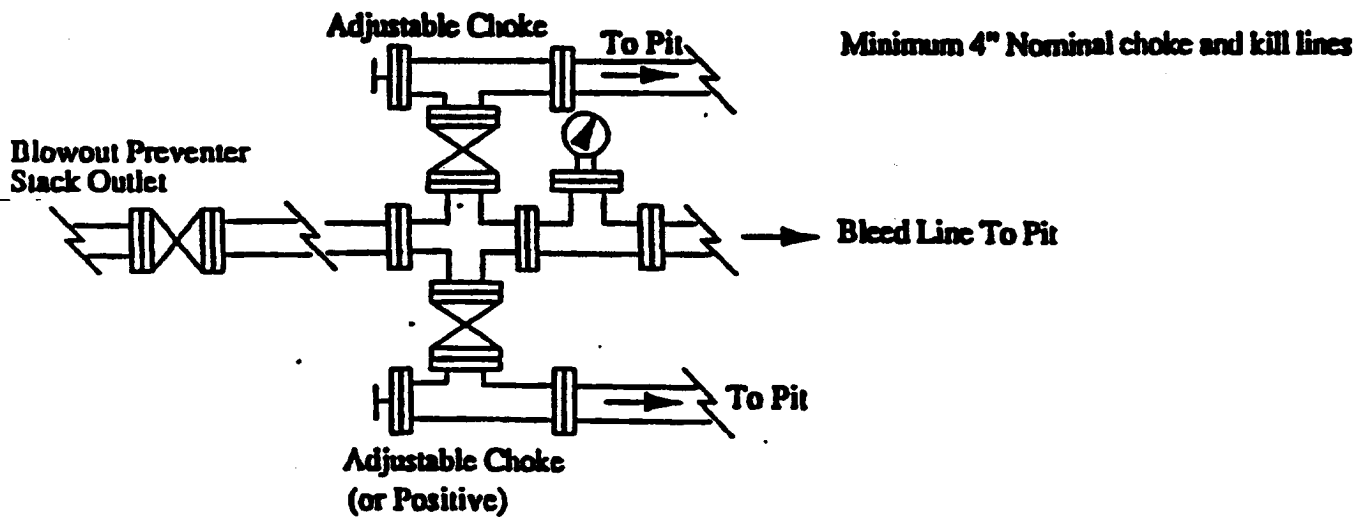 Adjustable Choke
To Pit
Minimum 4" Nominal choke and kill lines
Blowout Preventer
Stack Outlet
Bleed Line To Pit
To Pit
Adjustable Choke
(or Positive)